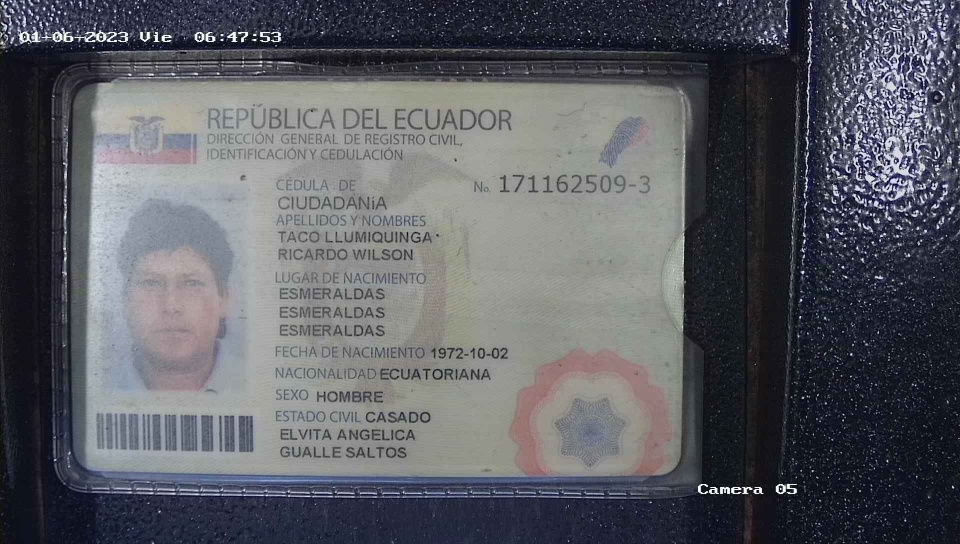 01-06-2023 Vie 06:47:53
REPÚBLICA DEL ECUADOR
DIRECCIÓN GENERAL DE REGISTRO CIVIL,
IDENTIFICACIÓN Y CEDULACIÓN
CÉDULA DE
No. 171162509-3
CIUDADANíA
APELLIDOS Y NOMBRES
TACO LLUMIQUINGA
RICARDO WILSON
LUGAR DE NACIMIENTO
ESMERALDAS
ESMERALDAS
ESMERALDAS
FECHA DE NACIMIENTO 1972-10-02
NACIONALIDAD ECUATORIANA
SEXO HOMBRE
ESTADO CIVIL CASADO
ELVITA ANGELICA
GUALLE SALTOS
Camera 05